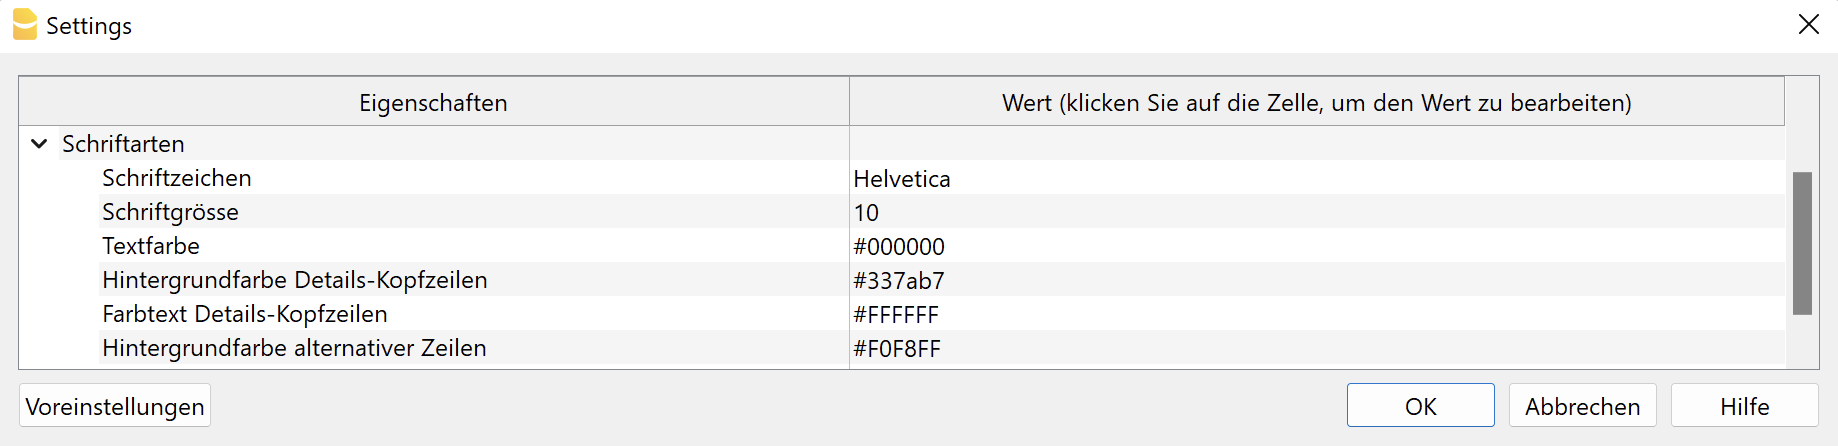 Settings
Eigenschaften Wert (klicken Sie auf die Zelle, um den Wert zu bearbeiten)
Schriftarten
Schriftzeichen Helvetica
Schriftgrösse 10
Textfarbe #000000
Hintergrundfarbe Details-Kopfzeilen #337ab7
Farbtext Details-Kopfzeilen #FFFFFF
Hintergrundfarbe alternativer Zeilen #F0F8FF
Voreinstellungen OK Abbrechen Hilfe